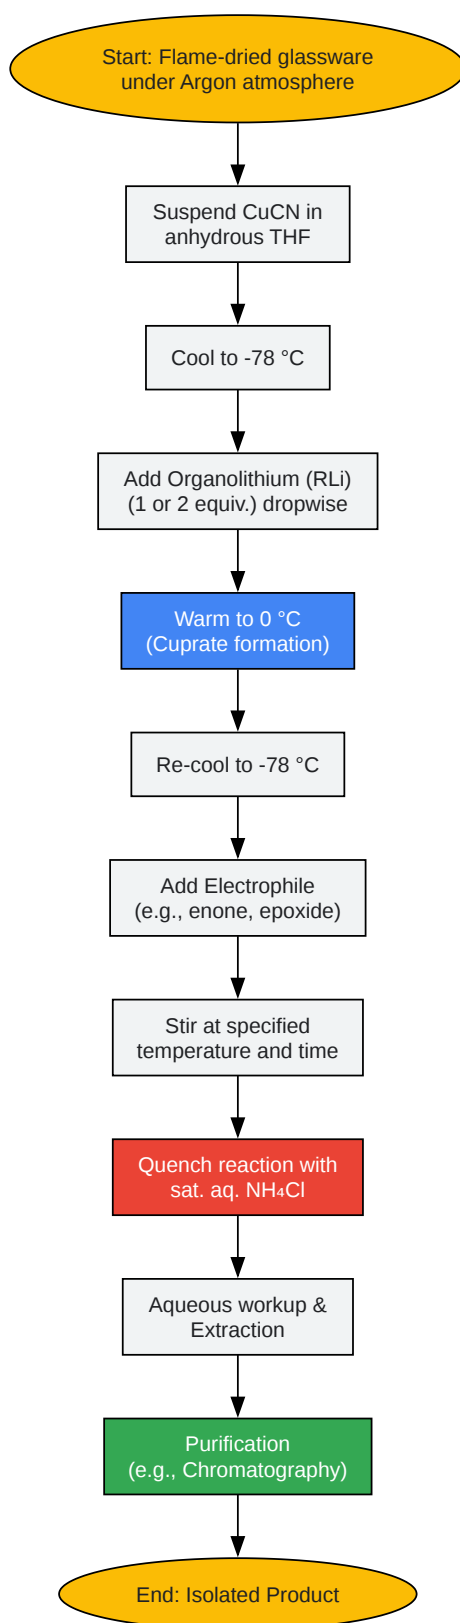 Start: Flame-dried glassware
under Argon atmosphere
Suspend CuCN in
anhydrous THF
Cool to -78 °C
Add Organolithium (RLi)
(1 or 2 equiv.) dropwise
Warm to 0 °C
(Cuprate formation)
Re-cool to -78 °C
Add Electrophile
(e.g., enone, epoxide)
Stir at specified
temperature and time
Quench reaction with
sat. aq. NH₄Cl
Aqueous workup &
Extraction
Purification
(e.g., Chromatography)
End: Isolated Product